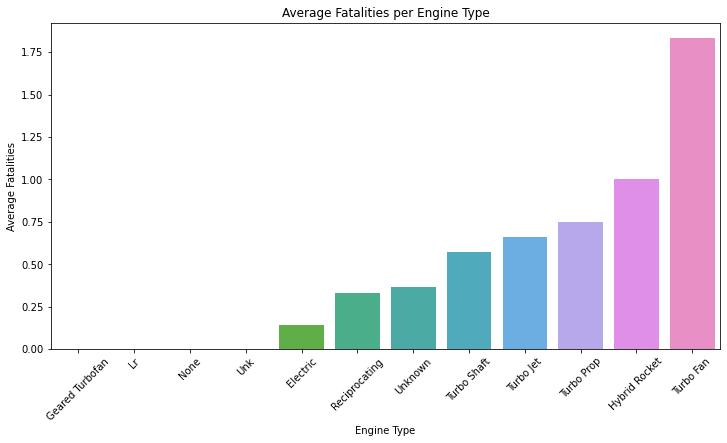 Average Fatalities per Engine Type
Average Fatalities
1.75
1.50
1.25
1.00
0.75
0.50
0.25
0.00
Geared Turbofan
Lr
None
Unk
Electric
Reciprocating
Unknown
Turbo Shaft
Turbo Jet
Turbo Prop
Hybrid Rocket
Turbo Fan
Engine Type